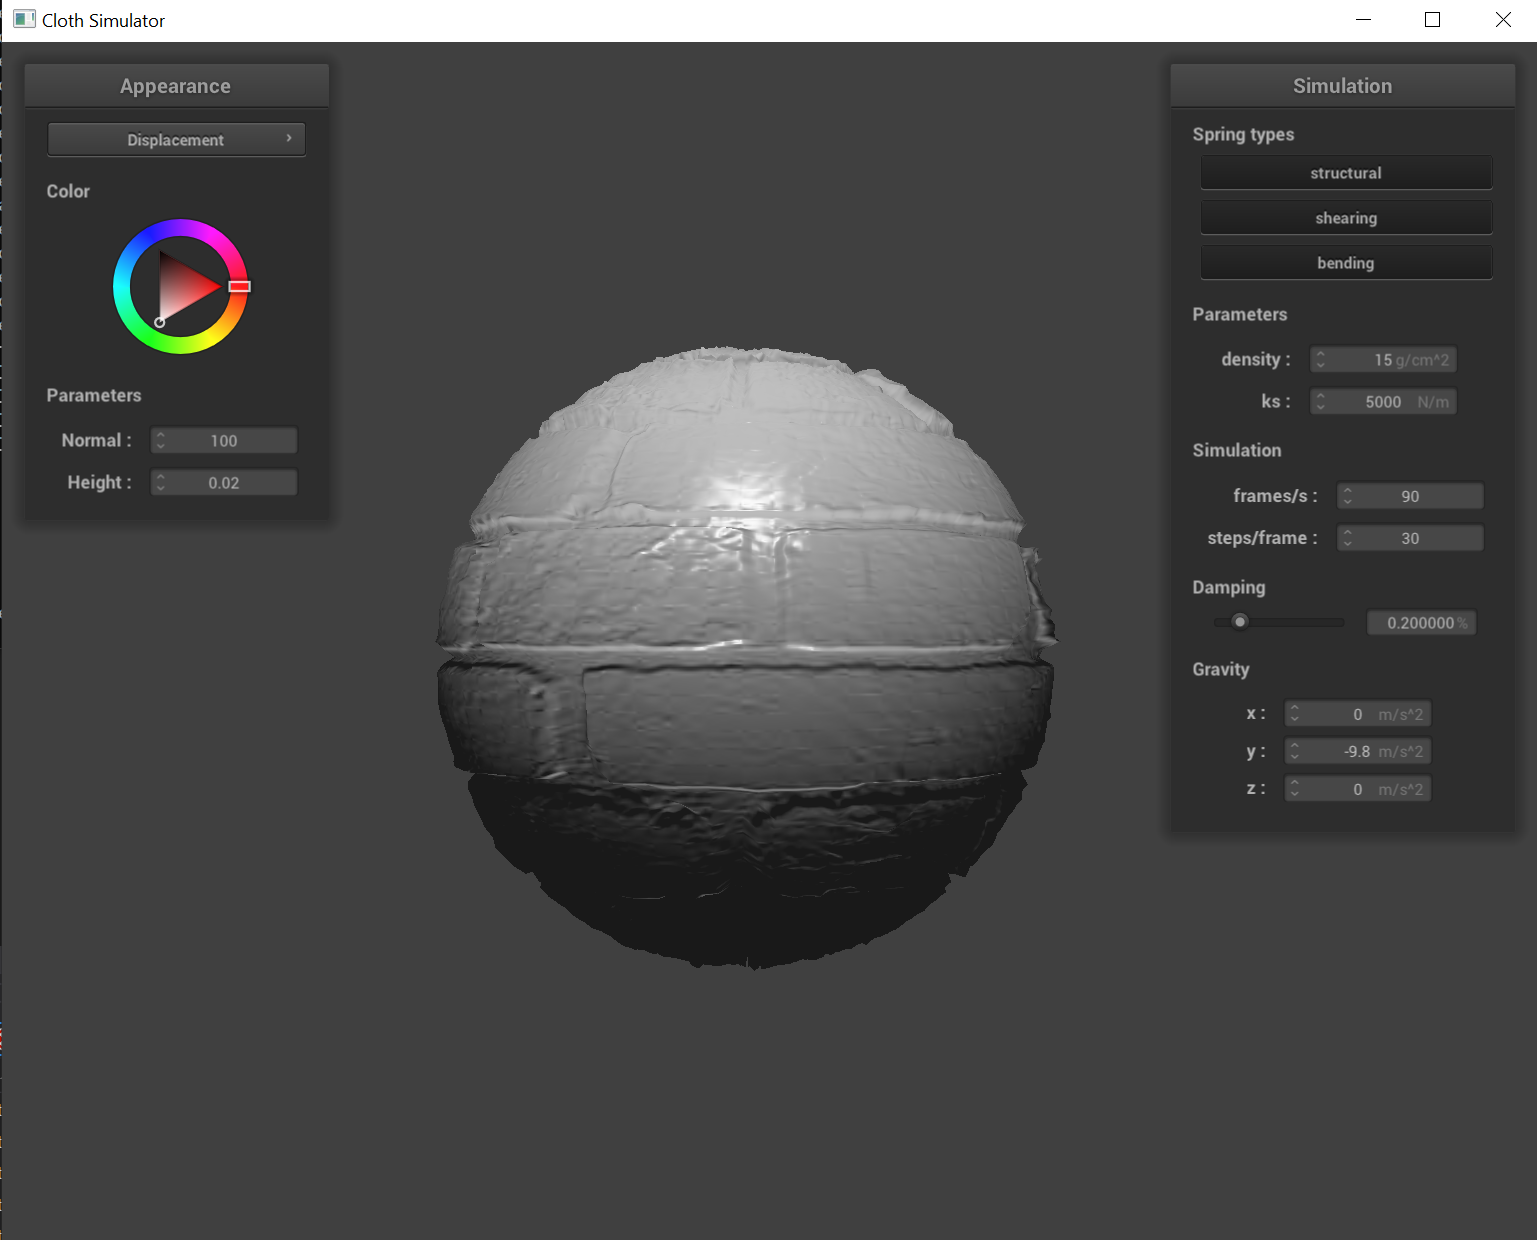 Cloth Simulator
Appearance
Displacement
Color
Parameters
Normal : 100
Height : 0.02
Simulation
Spring types
structural
shearing
bending
Parameters
density : 15 g/cm^2
ks : 5000 N/m
Simulation
frames/s : 90
steps/frame : 30
Damping
0.200000 %
Gravity
x : 0 m/s^2
y : -9.8 m/s^2
z : 0 m/s^2